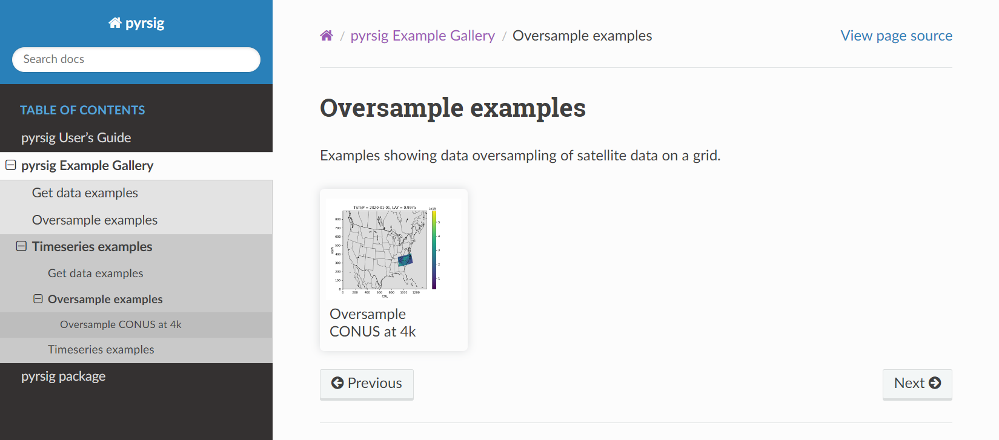 pyrsig
Search docs
TABLE OF CONTENTS
pyrsig User's Guide
pyrsig Example Gallery
Get data examples
Oversample examples
Timeseries examples
Get data examples
Oversample examples
Oversample CONUS at 4k
Timeseries examples
pyrsig package
/ pyrsig Example Gallery / Oversample examples
View page source
Oversample examples
Examples showing data oversampling of satellite data on a grid.
TSTEP = 2020-01-01, LAY = 0.9975
1e15
800
700
600
500
400
300
200
100
0
ROW
0 200 400 600 800 1000 1200
COL
5
4
3
2
1
Oversample
CONUS at 4k
Previous
Next